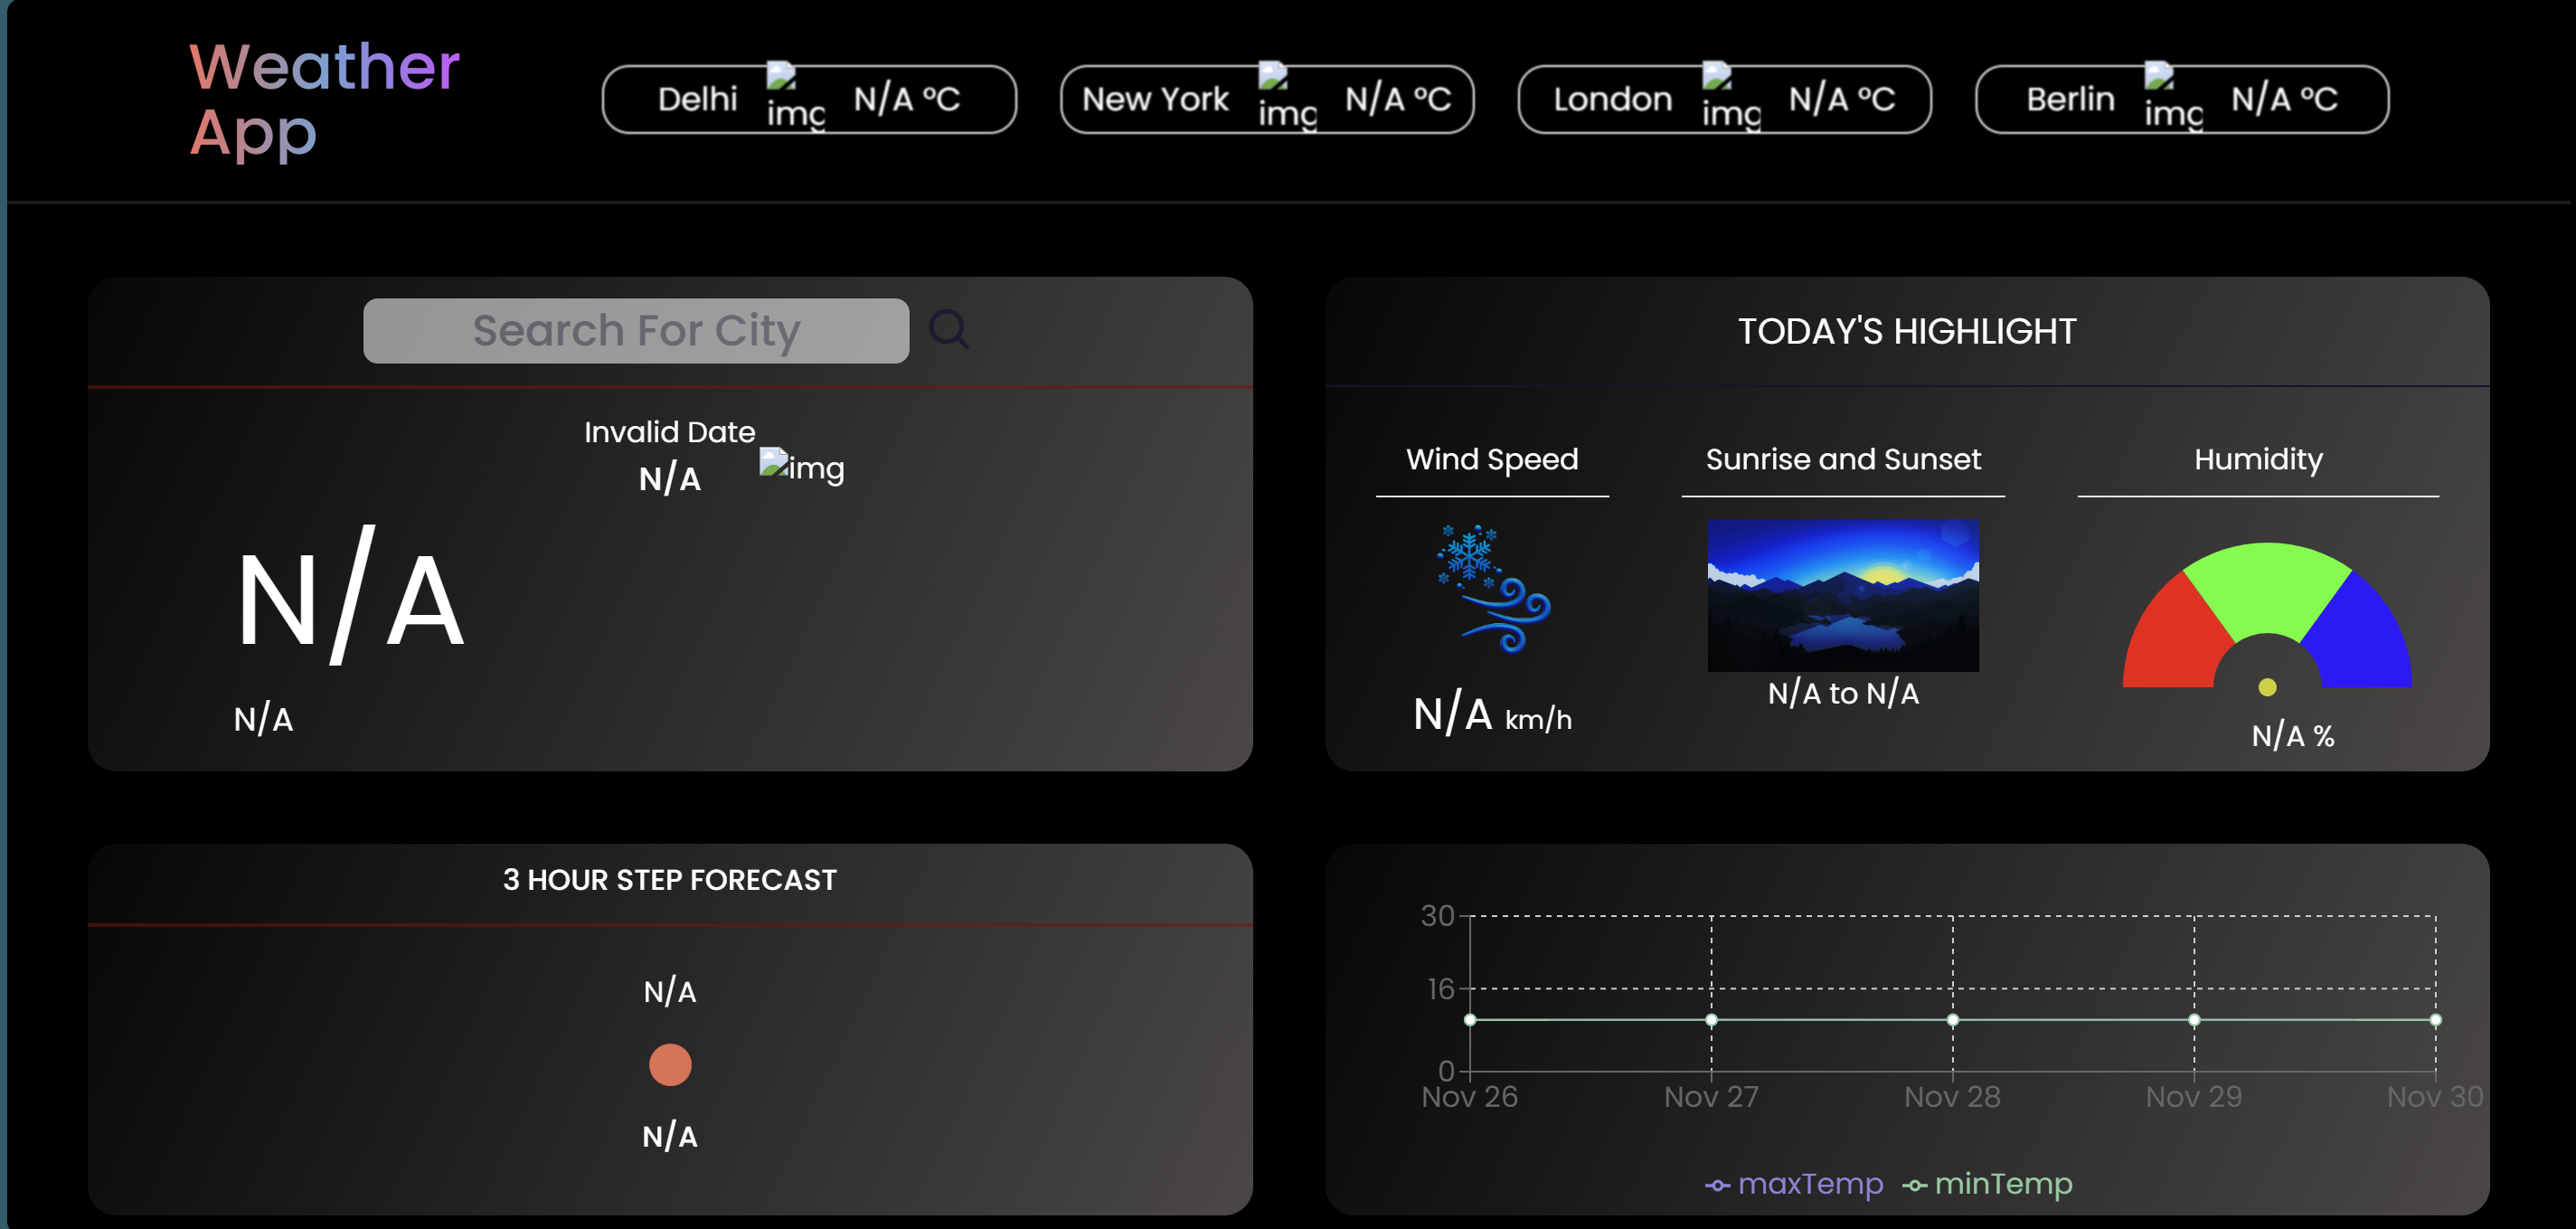 Weather
App
Delhi img N/A °C
New York img N/A °C
London img N/A °C
Berlin img N/A °C
Search For City
Invalid Date
N/A
img
N/A
N/A
TODAY'S HIGHLIGHT
Wind Speed
N/A km/h
Sunrise and Sunset
N/A to N/A
Humidity
N/A %
3 HOUR STEP FORECAST
N/A
N/A
30
16
0
Nov 26 Nov 27 Nov 28 Nov 29 Nov 30
maxTemp minTemp